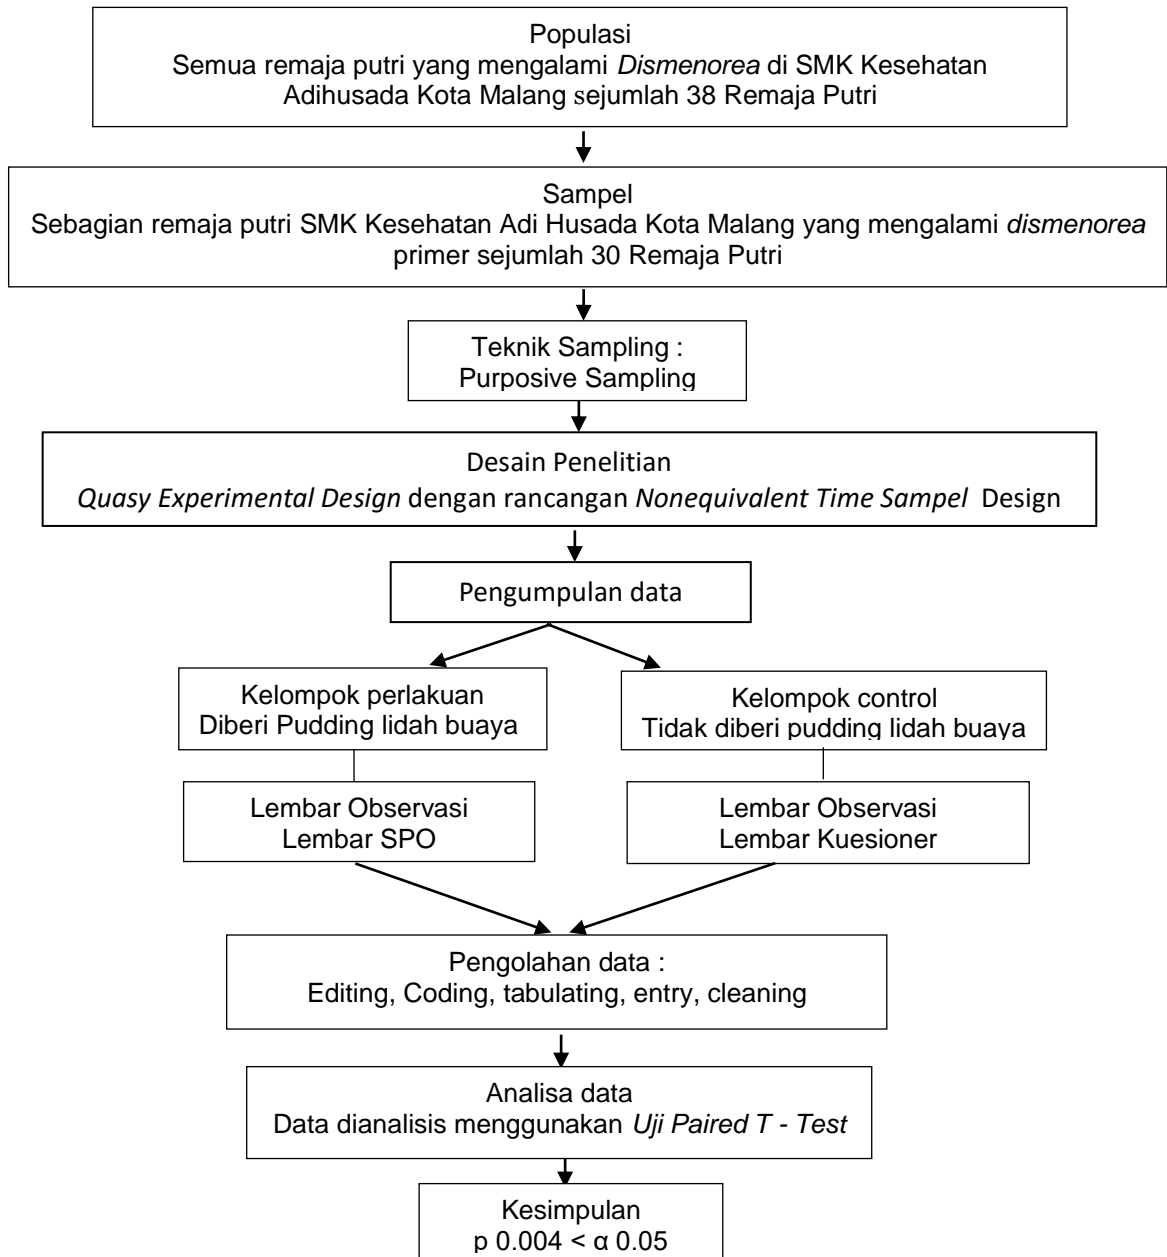 Populasi
Semua remaja putri yang mengalami Dismenorea di SMK Kesehatan
Adihusada Kota Malang sejumlah 38 Remaja Putri
Sampel
Sebagian remaja putri SMK Kesehatan Adi Husada Kota Malang yang mengalami dismenorea
primer sejumlah 30 Remaja Putri
Teknik Sampling :
Purposive Sampling
Desain Penelitian
Quasy Experimental Design dengan rancangan Nonequivalent Time Sampel Design
Pengumpulan data
Kelompok perlakuan
Diberi Pudding lidah buaya
Kelompok control
Tidak diberi pudding lidah buaya
Lembar Observasi
Lembar SPO
Lembar Observasi
Lembar Kuesioner
Pengolahan data :
Editing, Coding, tabulating, entry, cleaning
Analisa data
Data dianalisis menggunakan Uji Paired T - Test
Kesimpulan
p 0.004 < α 0.05